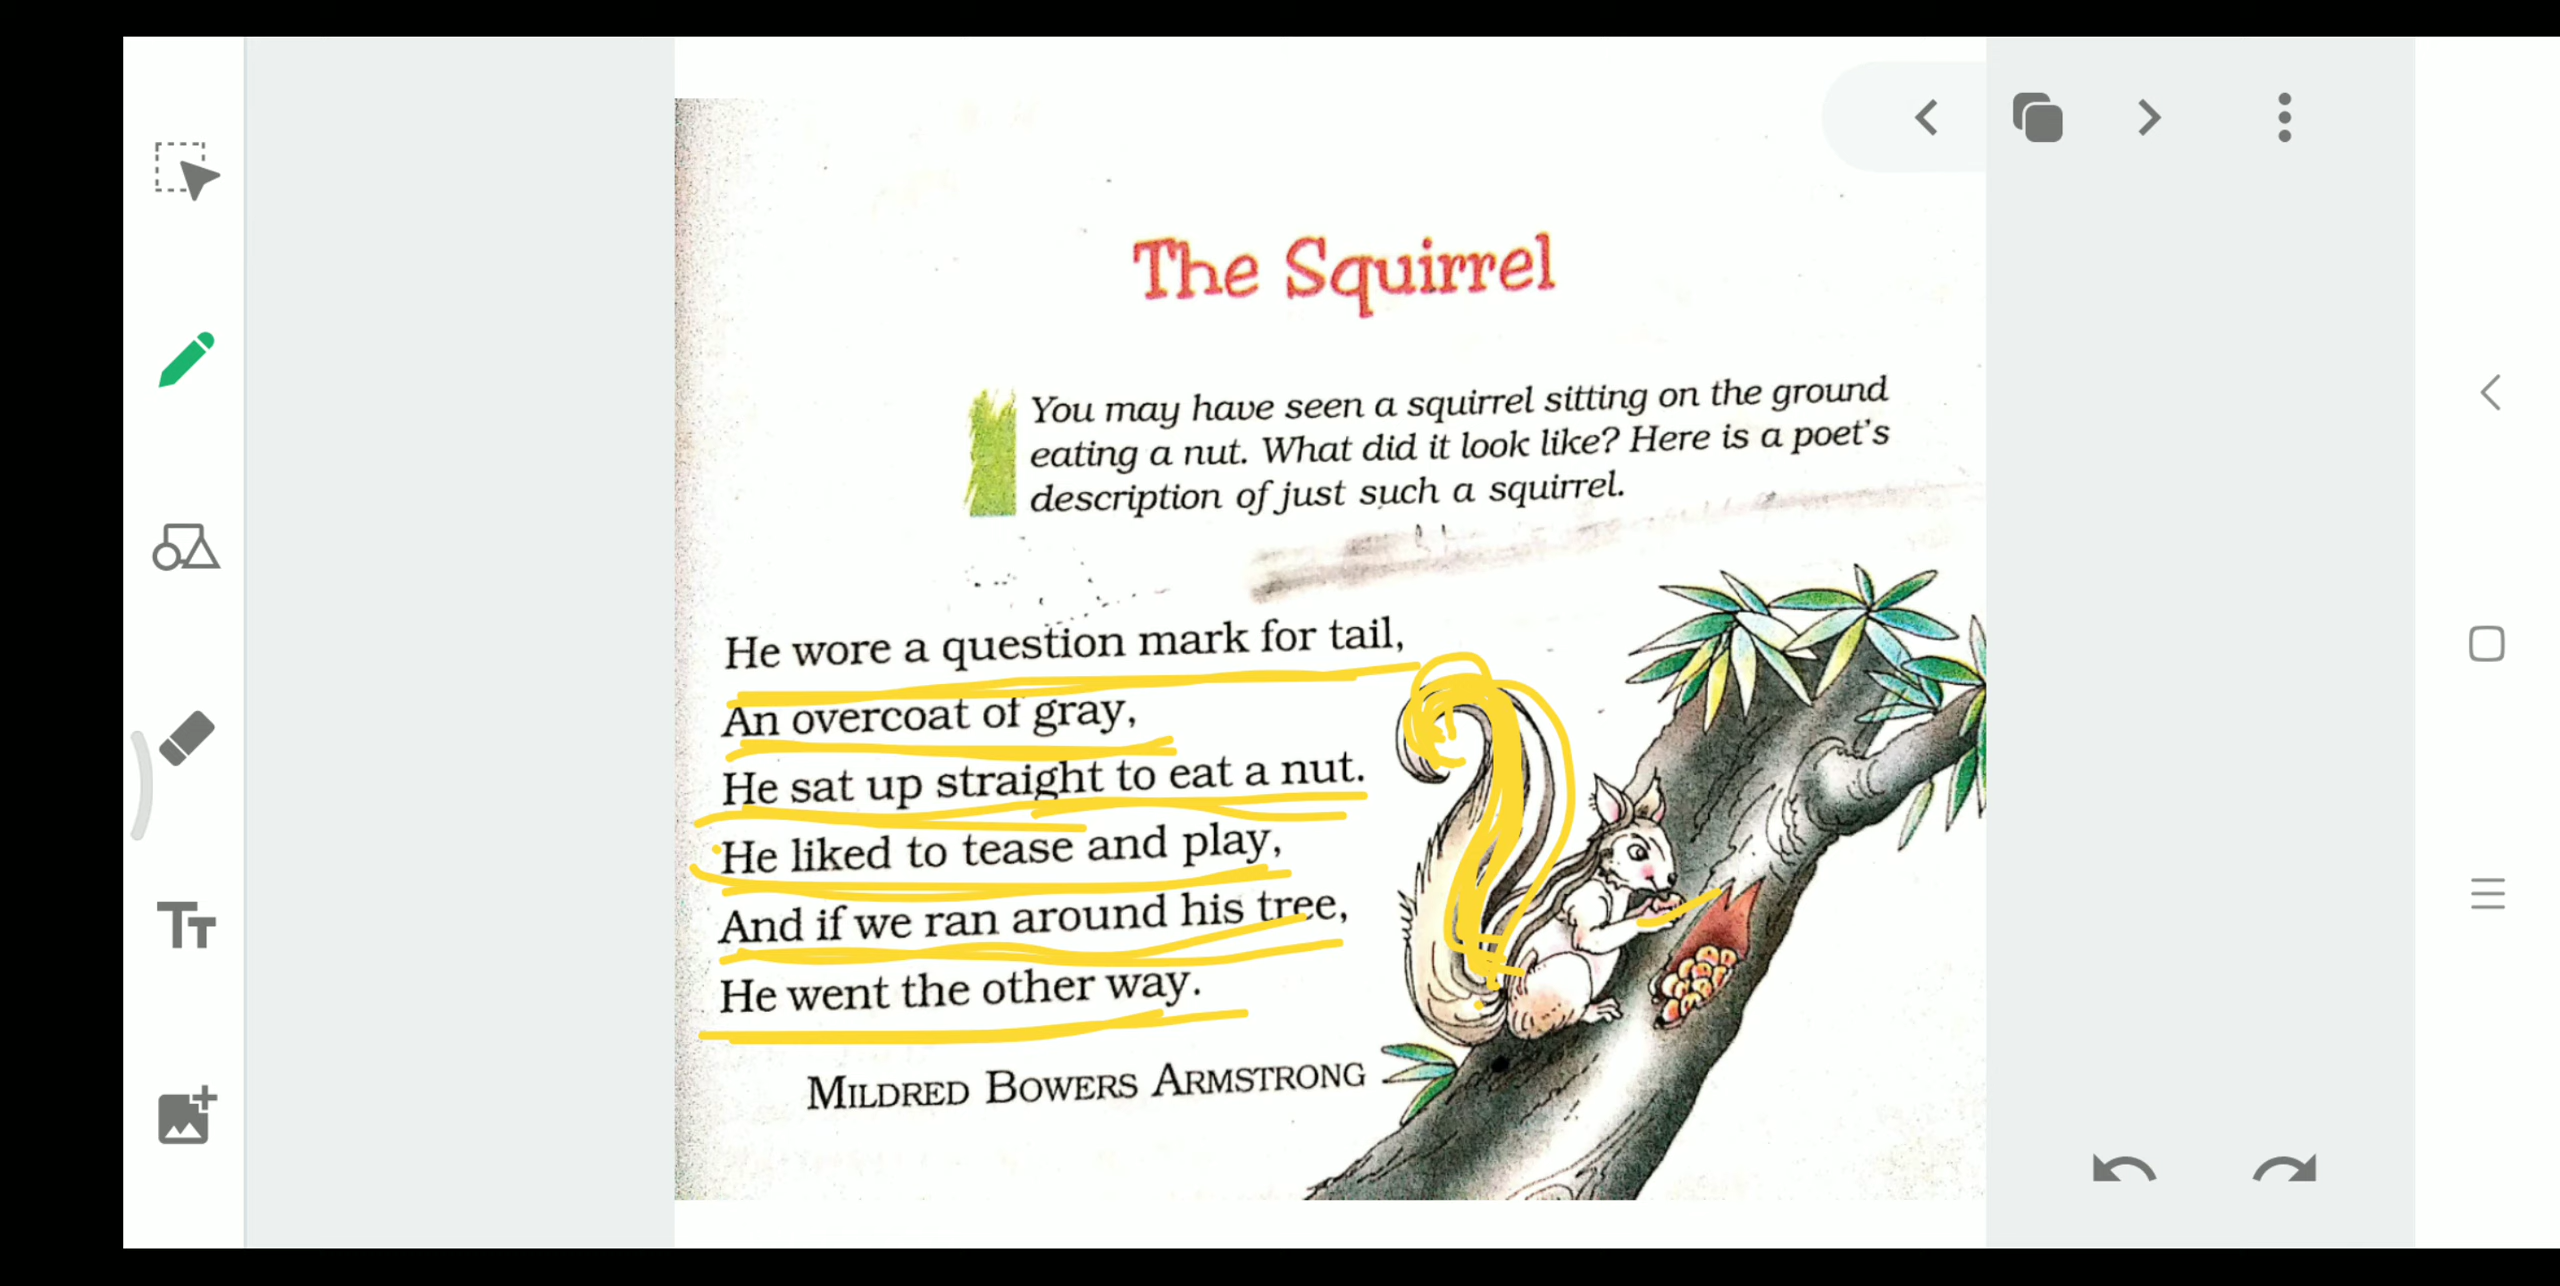 The Squirrel
You may have seen a squirrel sitting on the ground
eating a nut. What did it look like? Here is a poet's
description of just such a squirrel.
He wore a question mark for tail,
An overcoat of gray,
He sat up straight to eat a nut.
He liked to tease and play,
And if we ran around his tree,
He went the other way.
MILDRED BOWERS ARMSTRONG
TT